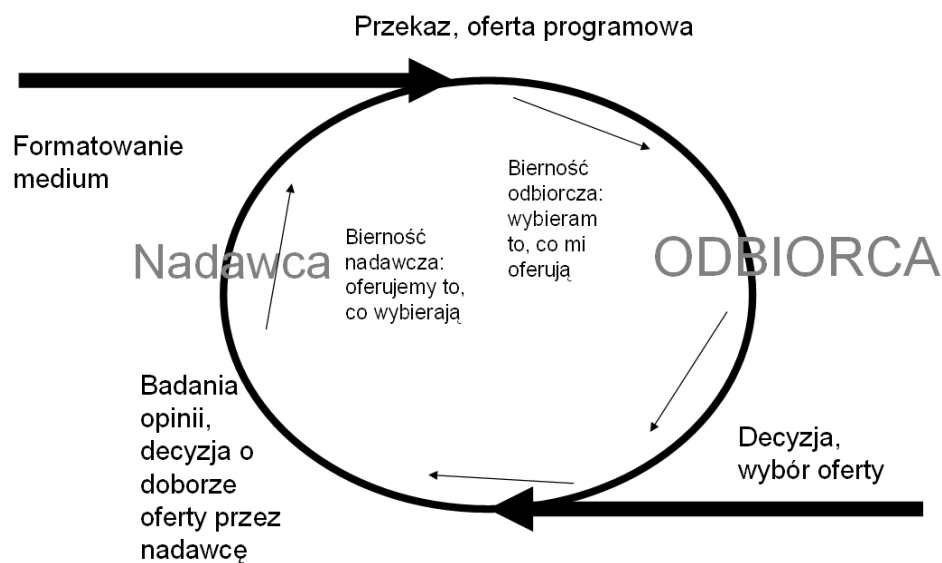 Przekaz, oferta programowa
Formatowanie
medium
Bierność
odbiorcza:
wybieram
to, co mi
oferują
Nadawca
Bierność
nadawcza:
oferujemy to,
co wybierają
ODBIORCA
Badania
opinii,
decyzja o
doborze
oferty przez
nadawcę
Decyzja,
wybór oferty